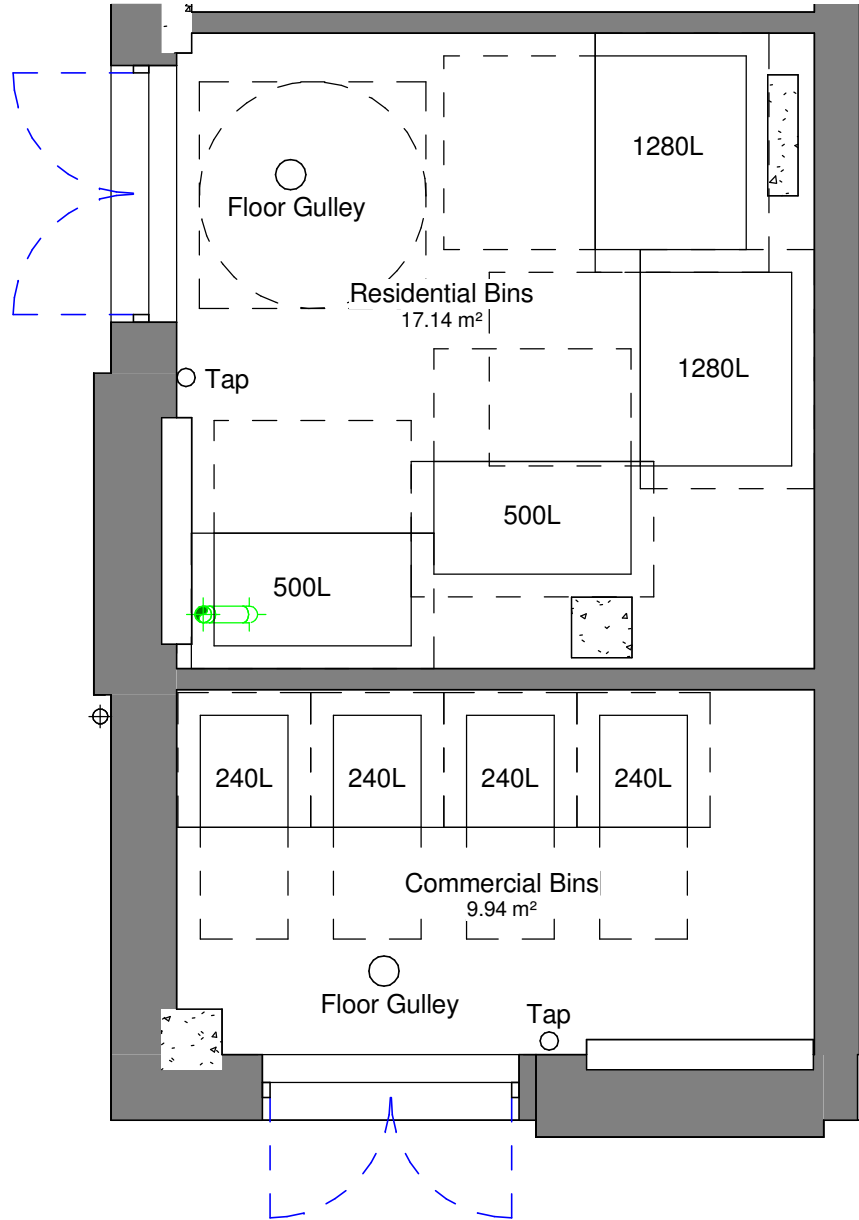 1280L
Floor Gulley
Residential Bins
17.14 m²
1280L
Tap
500L
500L
240L
240L
240L
240L
Commercial Bins
9.94 m²
Floor Gulley
Tap